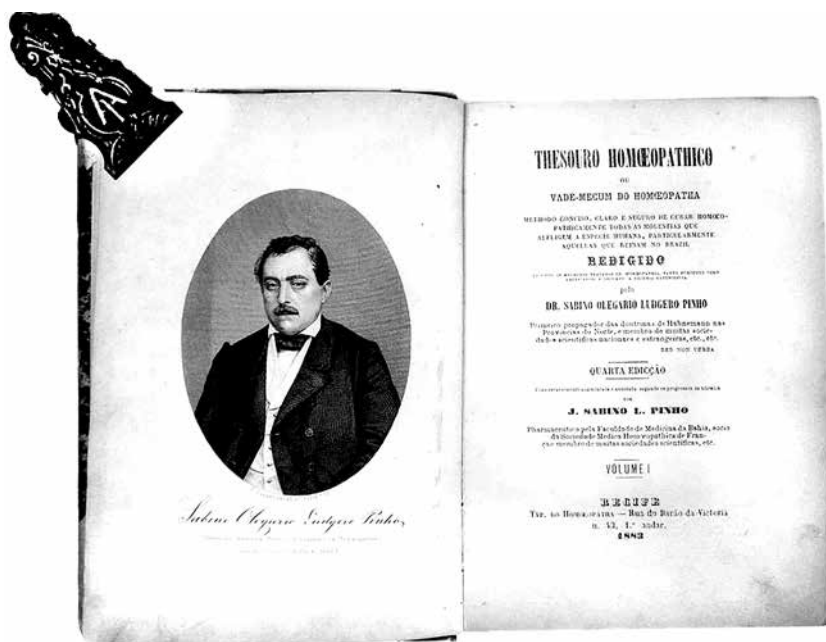 Sabino Olegario Ludgero Pinho,
THESOURO HOMŒOPATHICO
OU
VADE-MECUM DO HOMŒOPATHA
METHODO CONCISO, CLARO E SEGURO DE CURAR HOMŒO-
PATHICAMENTE TODAS AS MOLESTIAS QUE
AFFLIGEM A ESPECIE HUMANA, PARTICULARMENTE
AQUELLAS QUE REINAM NO BRAZIL
REDIGIDO
pelo
DR. SABINO OLEGARIO LUDGERO PINHO
Primeiro propagador das doutrinas de Hahnemann nas
Provincias do Norte, e membro de muitas socie-
dades scientificas nacionaes e estrangeiras, etc., etc.
RES NON VERBA
QUARTA EDICÇÃO
POR
J. SABINO L. PINHO
Pharmaceutico pela Faculdade de Medicina da Bahia, socio
da Sociedade Medica Homœopathica de Fran-
ça e membro de muitas sociedades scientificas, etc.
VOLUME I
RECIFE
TYP. DO HOMŒOPATHA — Rua do Barão da Victoria
n. 43, 1.º andar.
1883